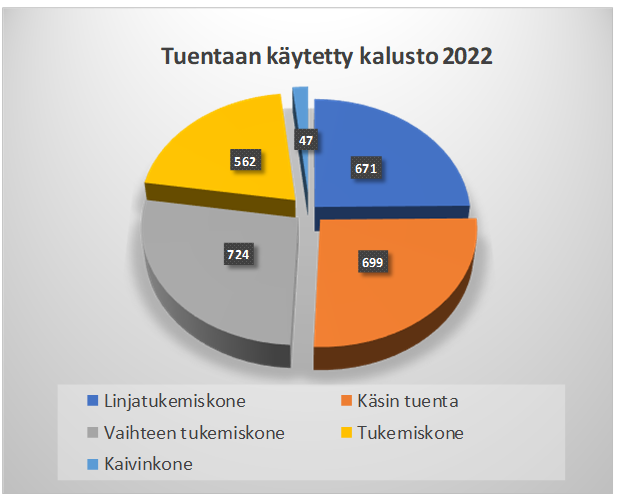 Tuentaan käytetty kalusto 2022
47
562
671
724
699
Linjatukemiskone
Käsin tuenta
Vaihteen tukemiskone
Tukemiskone
Kaivinkone